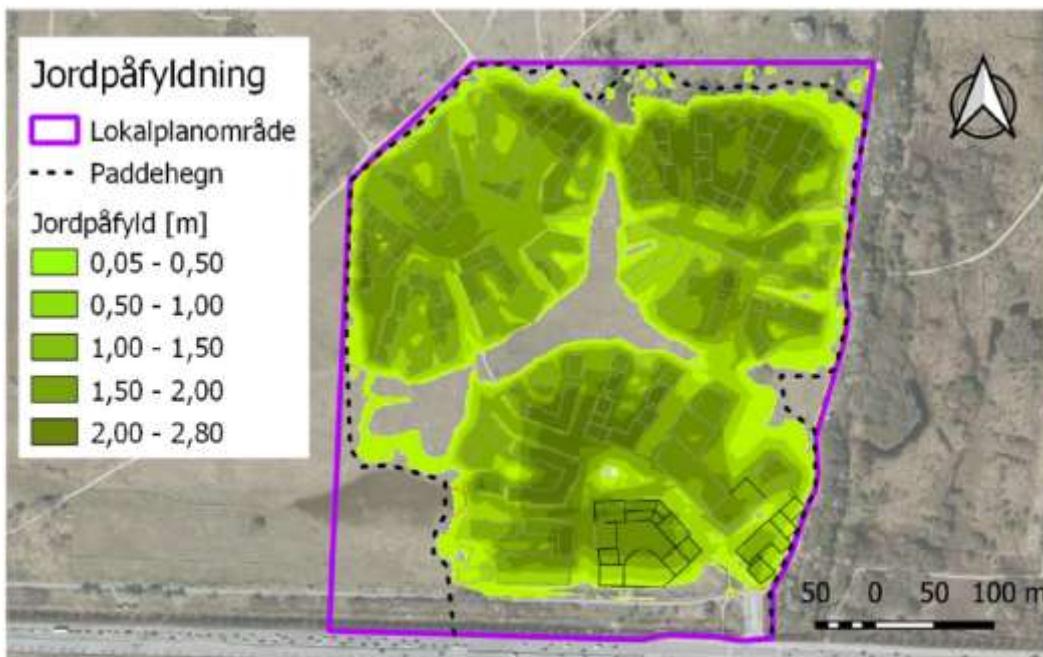 Jordpåfyldning
Lokalplanområde
Paddehegn
Jordpåfyld [m]
0,05 - 0,50
0,50 - 1,00
1,00 - 1,50
1,50 - 2,00
2,00 - 2,80
50 0 50 100 m